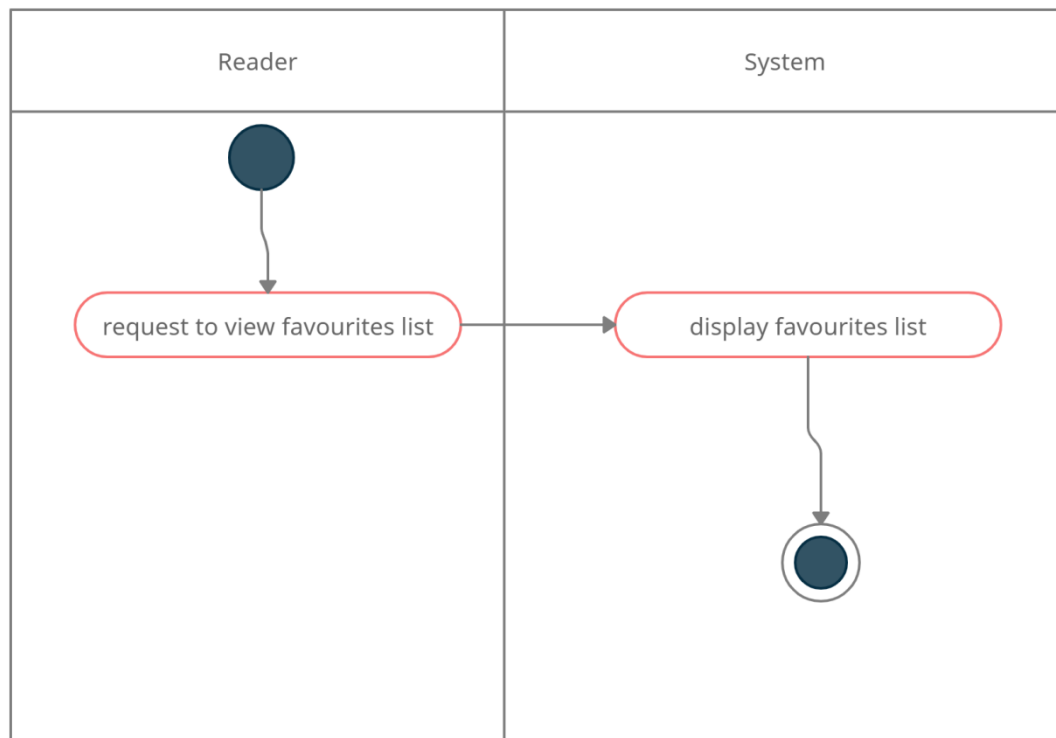 Reader
System
request to view favourites list
display favourites list